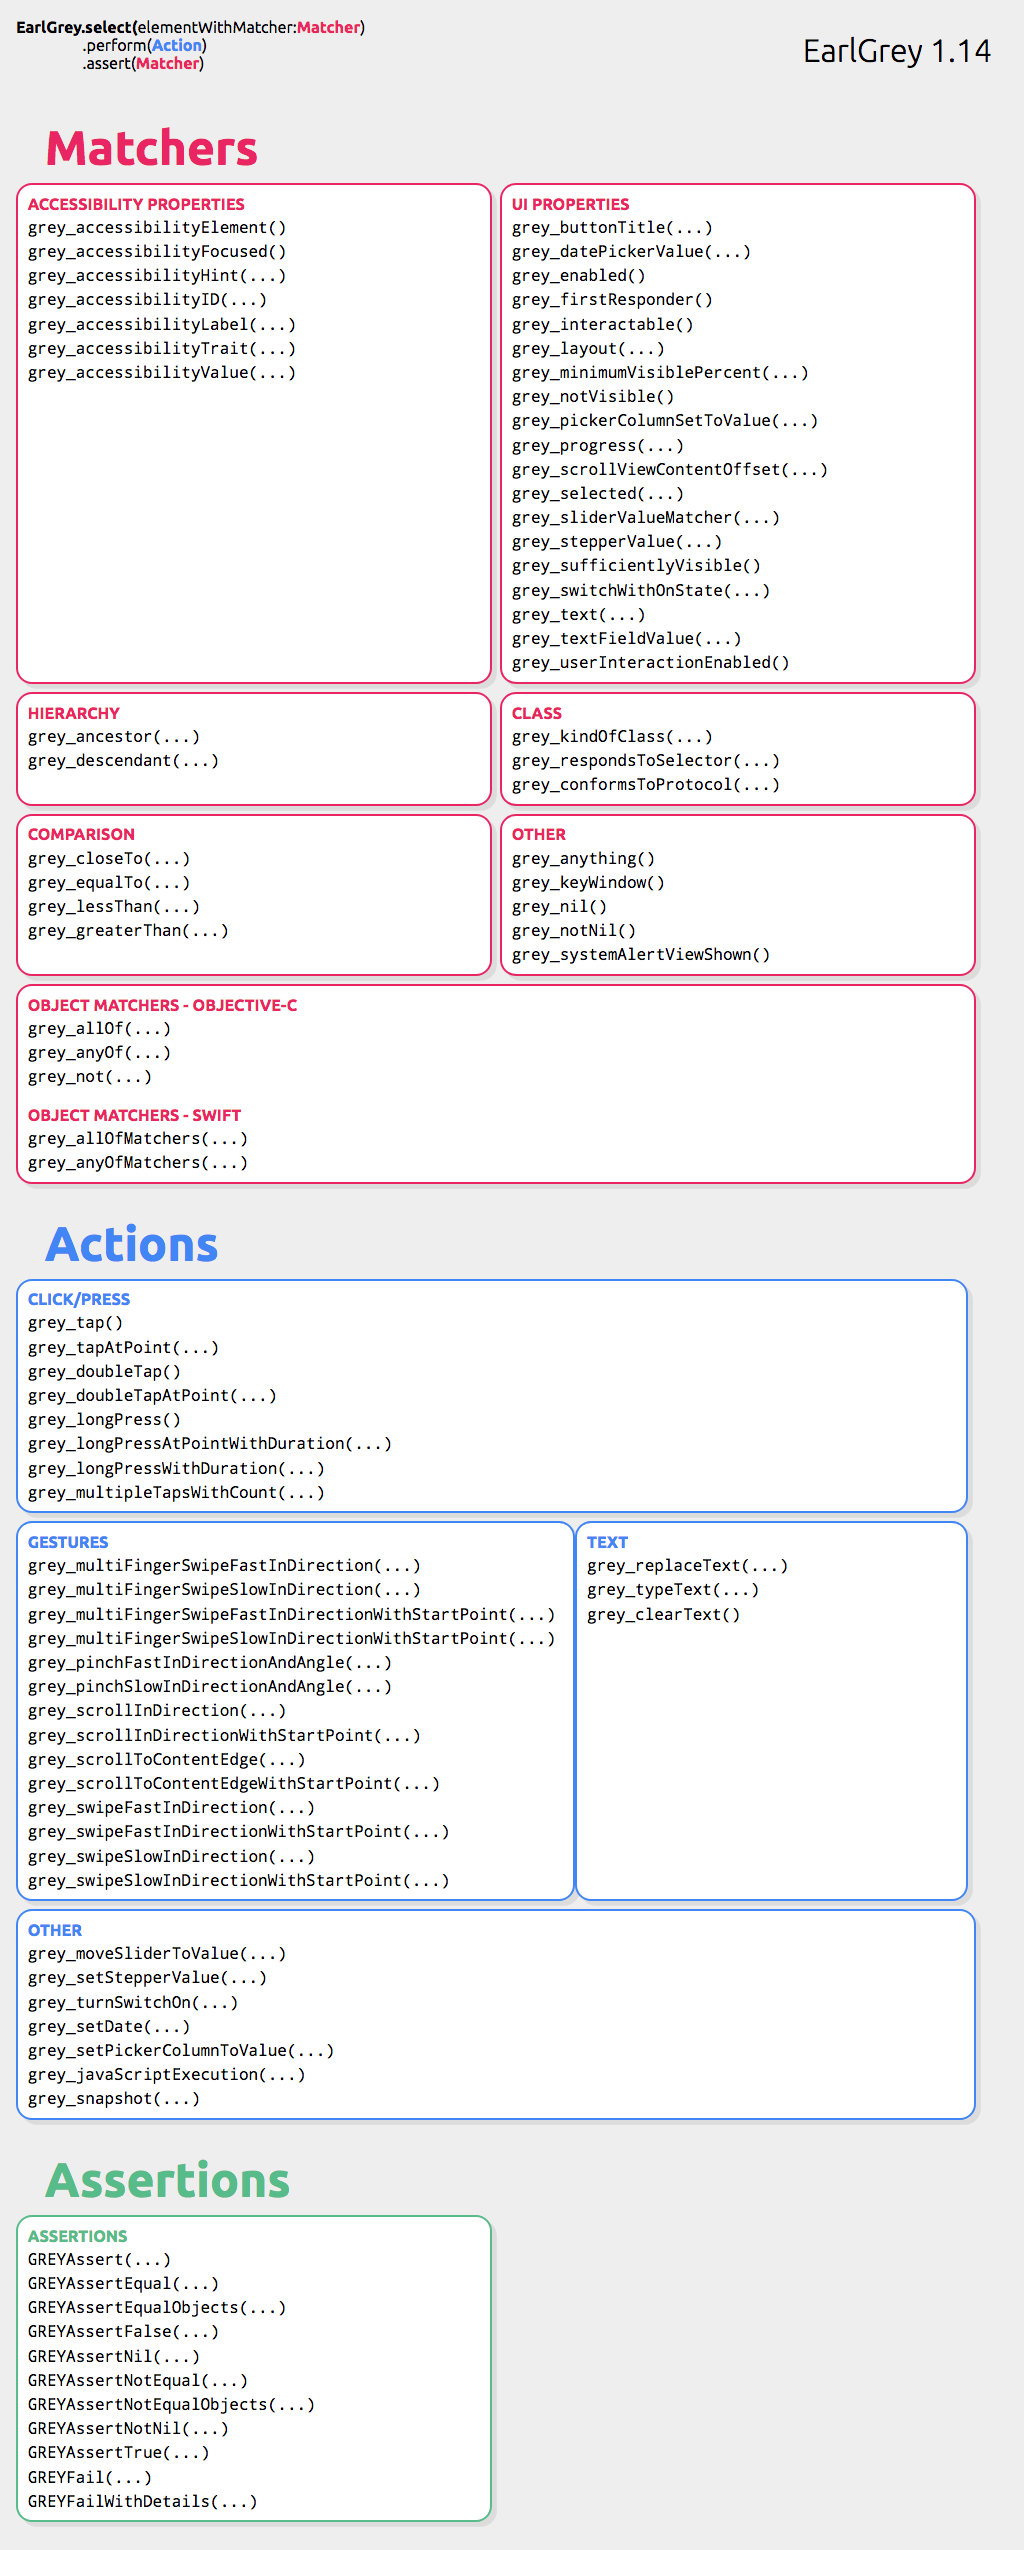 EarlGrey.select(elementWithMatcher:Matcher)
.perform(Action)
.assert(Matcher)
EarlGrey 1.14
Matchers
ACCESSIBILITY PROPERTIES
grey_accessibilityElement()
grey_accessibilityFocused()
grey_accessibilityHint(...)
grey_accessibilityID(...)
grey_accessibilityLabel(...)
grey_accessibilityTrait(...)
grey_accessibilityValue(...)
UI PROPERTIES
grey_buttonTitle(...)
grey_datePickerValue(...)
grey_enabled()
grey_firstResponder()
grey_interactable()
grey_layout(...)
grey_minimumVisiblePercent(...)
grey_notVisible()
grey_pickerColumnSetToValue(...)
grey_progress(...)
grey_scrollViewContentOffset(...)
grey_selected(...)
grey_sliderValueMatcher(...)
grey_stepperValue(...)
grey_sufficientlyVisible()
grey_switchWithOnState(...)
grey_text(...)
grey_textFieldValue(...)
grey_userInteractionEnabled()
HIERARCHY
grey_ancestor(...)
grey_descendant(...)
CLASS
grey_kindOfClass(...)
grey_respondsToSelector(...)
grey_conformsToProtocol(...)
COMPARISON
grey_closeTo(...)
grey_equalTo(...)
grey_lessThan(...)
grey_greaterThan(...)
OTHER
grey_anything()
grey_keyWindow()
grey_nil()
grey_notNil()
grey_systemAlertViewShown()
OBJECT MATCHERS - OBJECTIVE-C
grey_allOf(...)
grey_anyOf(...)
grey_not(...)
OBJECT MATCHERS - SWIFT
grey_allOfMatchers(...)
grey_anyOfMatchers(...)
Actions
CLICK/PRESS
grey_tap()
grey_tapAtPoint(...)
grey_doubleTap()
grey_doubleTapAtPoint(...)
grey_longPress()
grey_longPressAtPointWithDuration(...)
grey_longPressWithDuration(...)
grey_multipleTapsWithCount(...)
GESTURES
grey_multiFingerSwipeFastInDirection(...)
grey_multiFingerSwipeSlowInDirection(...)
grey_multiFingerSwipeFastInDirectionWithStartPoint(...)
grey_multiFingerSwipeSlowInDirectionWithStartPoint(...)
grey_pinchFastInDirectionAndAngle(...)
grey_pinchSlowInDirectionAndAngle(...)
grey_scrollInDirection(...)
grey_scrollInDirectionWithStartPoint(...)
grey_scrollToContentEdge(...)
grey_scrollToContentEdgeWithStartPoint(...)
grey_swipeFastInDirection(...)
grey_swipeFastInDirectionWithStartPoint(...)
grey_swipeSlowInDirection(...)
grey_swipeSlowInDirectionWithStartPoint(...)
TEXT
grey_replaceText(...)
grey_typeText(...)
grey_clearText()
OTHER
grey_moveSliderToValue(...)
grey_setStepperValue(...)
grey_turnSwitchOn(...)
grey_setDate(...)
grey_setPickerColumnToValue(...)
grey_javaScriptExecution(...)
grey_snapshot(...)
Assertions
ASSERTIONS
GREYAssert(...)
GREYAssertEqual(...)
GREYAssertEqualObjects(...)
GREYAssertFalse(...)
GREYAssertNil(...)
GREYAssertNotEqual(...)
GREYAssertNotEqualObjects(...)
GREYAssertNotNil(...)
GREYAssertTrue(...)
GREYFail(...)
GREYFailWithDetails(...)